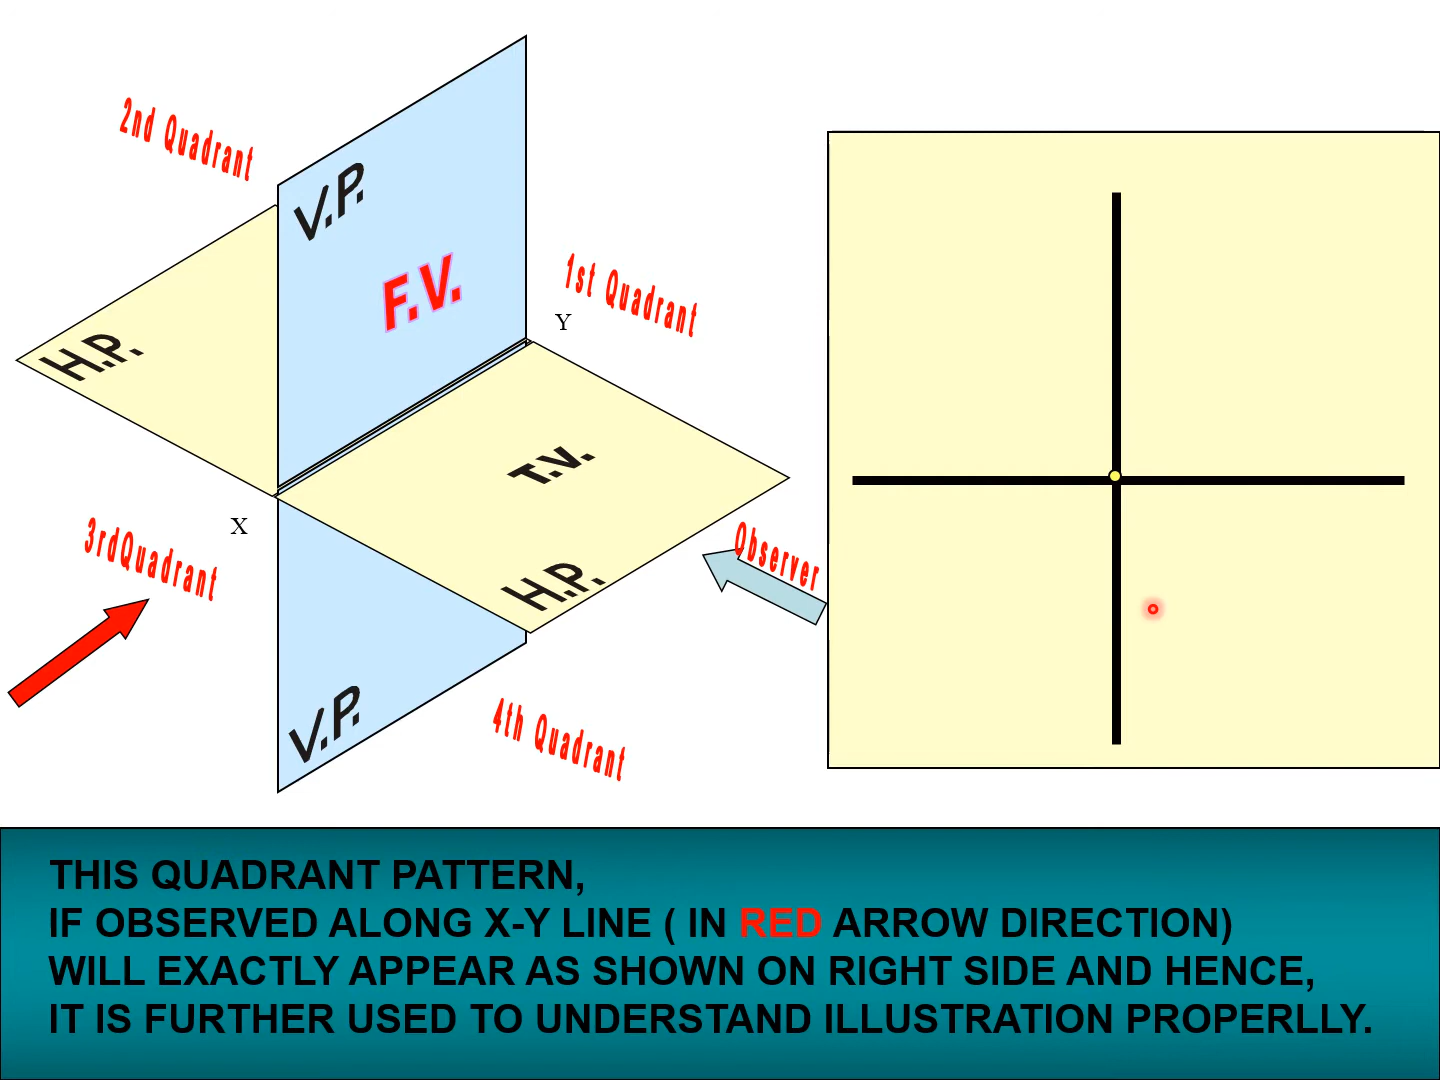 2nd Quadrant
V.P.
F.V.
1st Quadrant
Y
H.P.
T.V.
X
3rdQuadrant
Observer
H.P.
V.P.
4th Quadrant
THIS QUADRANT PATTERN,
IF OBSERVED ALONG X-Y LINE ( IN RED ARROW DIRECTION)
WILL EXACTLY APPEAR AS SHOWN ON RIGHT SIDE AND HENCE,
IT IS FURTHER USED TO UNDERSTAND ILLUSTRATION PROPERLLY.